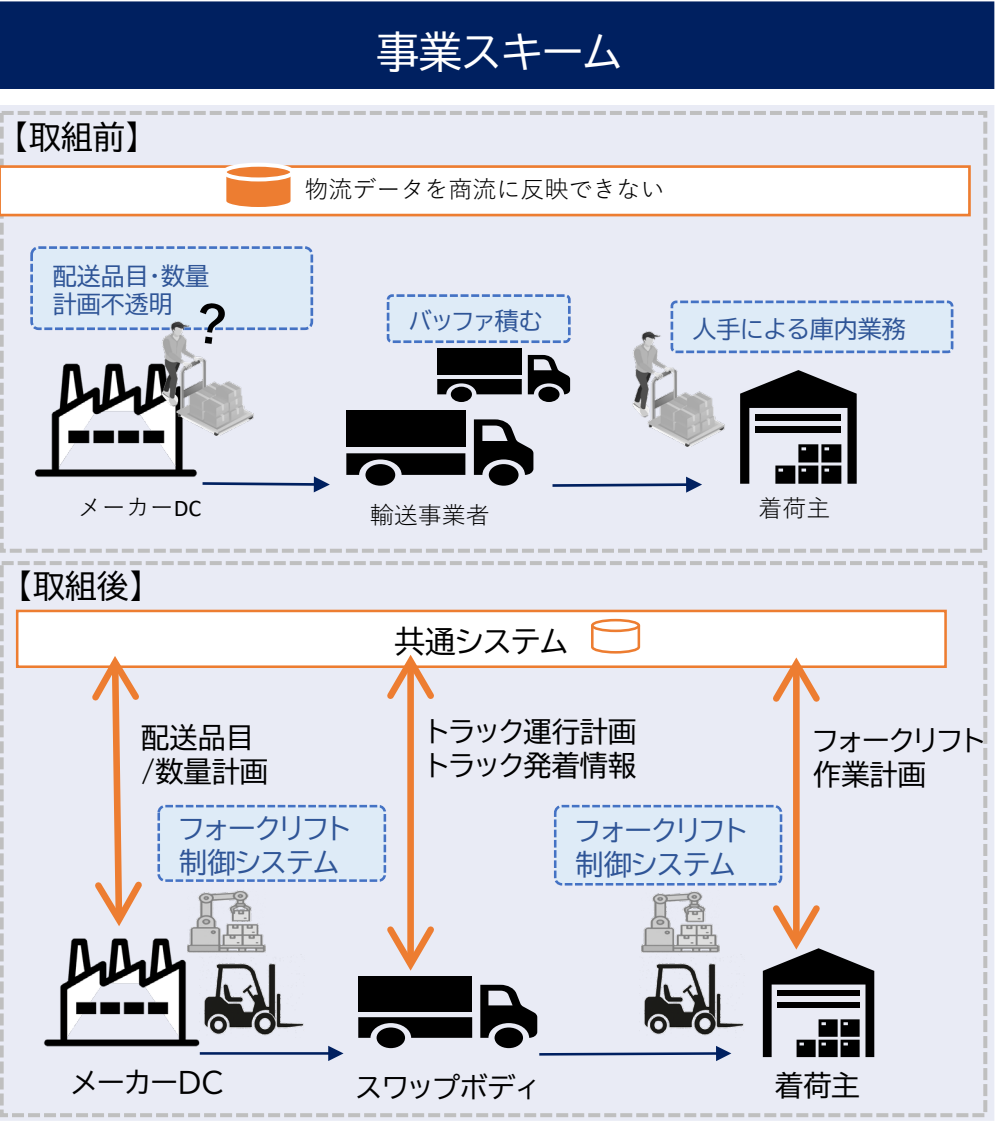 事業スキーム
【取組前】
物流データを商流に反映できない
配送品目・数量
計画不透明
?
バッファ積む
人手による庫内業務
メーカーDC
輸送事業者
着荷主
【取組後】
共通システム
配送品目
/数量計画
トラック運行計画
トラック発着情報
フォークリフト
作業計画
フォークリフト
制御システム
フォークリフト
制御システム
メーカーDC
スワップボディ
着荷主